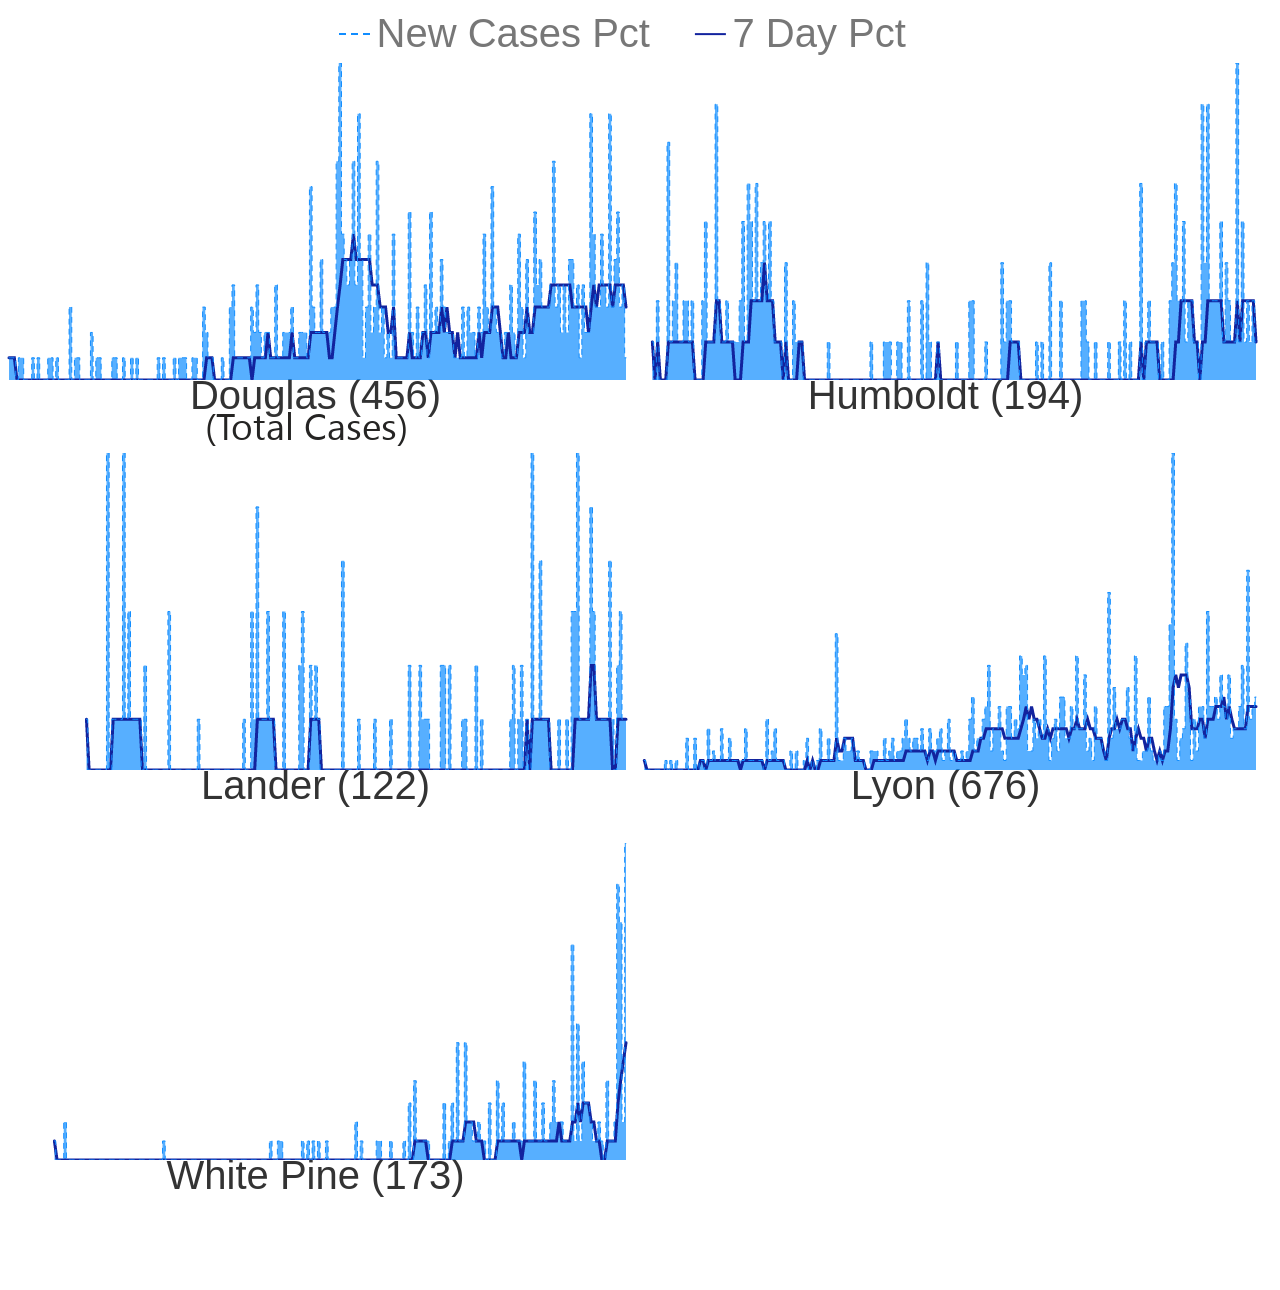 New Cases Pct 7 Day Pct
Douglas (456) Humboldt (194)
(Total Cases)
Lander (122) Lyon (676)
White Pine (173)